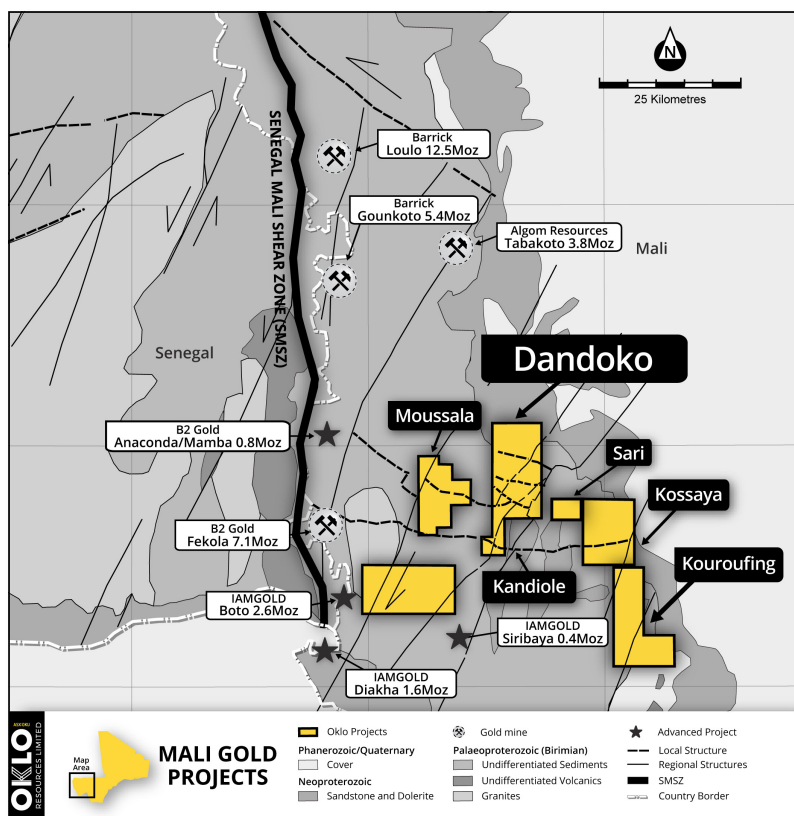 N
25 Kilometres
SENEGAL MALI SHEAR ZONE (SMSZ)
Barrick
Loulo 12.5Moz
Barrick
Gounkoto 5.4Moz
Algom Resources
Tabakoto 3.8Moz
Mali
Senegal
Dandoko
Moussala
B2 Gold
Anaconda/Mamba 0.8Moz
Sari
Kossaya
B2 Gold
Fekola 7.1Moz
Kouroufing
Kandiole
IAMGOLD
Boto 2.6Moz
IAMGOLD
Siribaya 0.4Moz
IAMGOLD
Diakha 1.6Moz
ASX:OKU
OKLO
RESOURCES LIMITED
Map
Area
MALI GOLD
PROJECTS
Oklo Projects
Phanerozoic/Quaternary
Cover
Neoproterozoic
Sandstone and Dolerite
Gold mine
Palaeoproterozoic (Birimian)
Undifferentiated Sediments
Undifferentiated Volcanics
Granites
Advanced Project
Local Structure
Regional Structures
SMSZ
Country Border